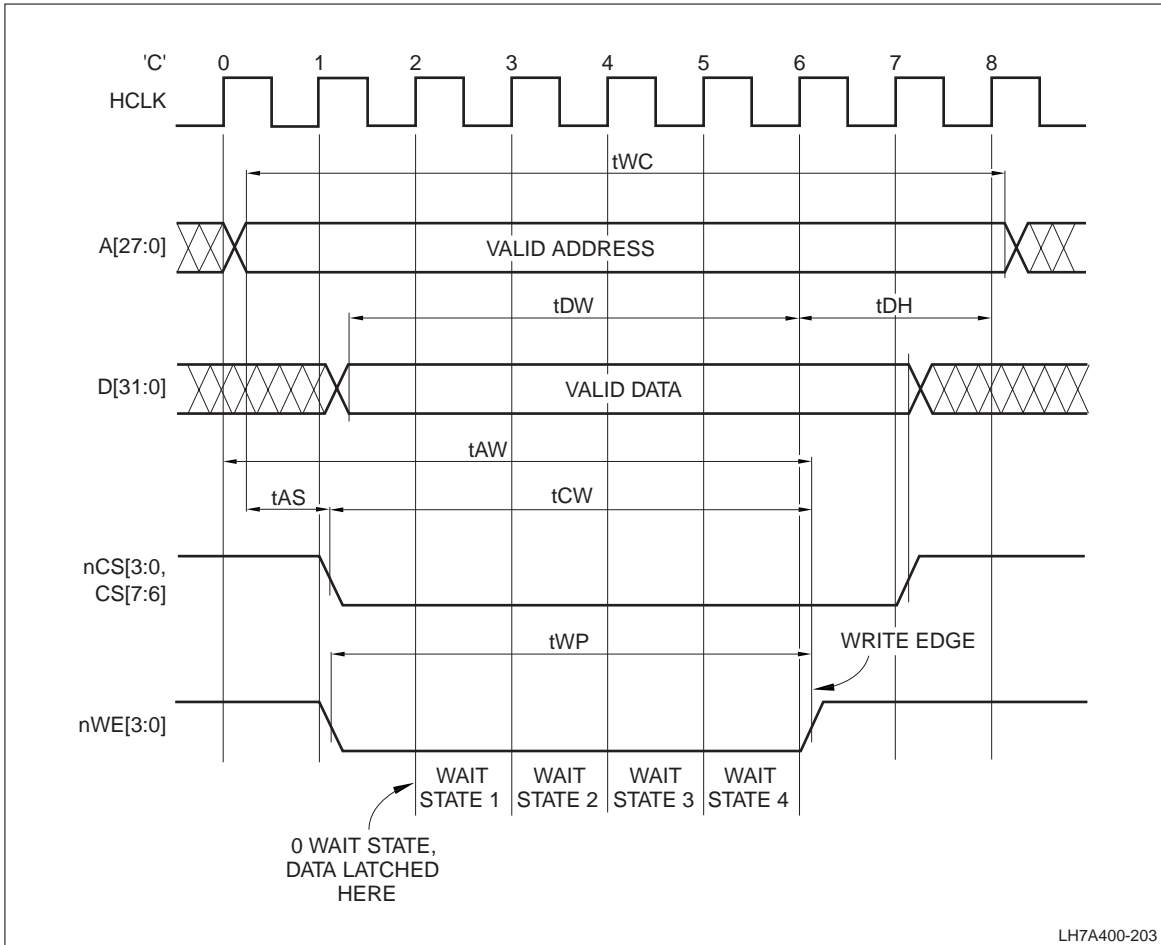 'C' 0 1 2 3 4 5 6 7 8
HCLK
tWC
A[27:0] VALID ADDRESS
tDW tDH
D[31:0] VALID DATA
tAW
tAS tCW
nCS[3:0,
CS[7:6]
tWP WRITE EDGE
nWE[3:0]
WAIT WAIT WAIT WAIT
STATE 1 STATE 2 STATE 3 STATE 4
0 WAIT STATE,
DATA LATCHED
HERE
LH7A400-203